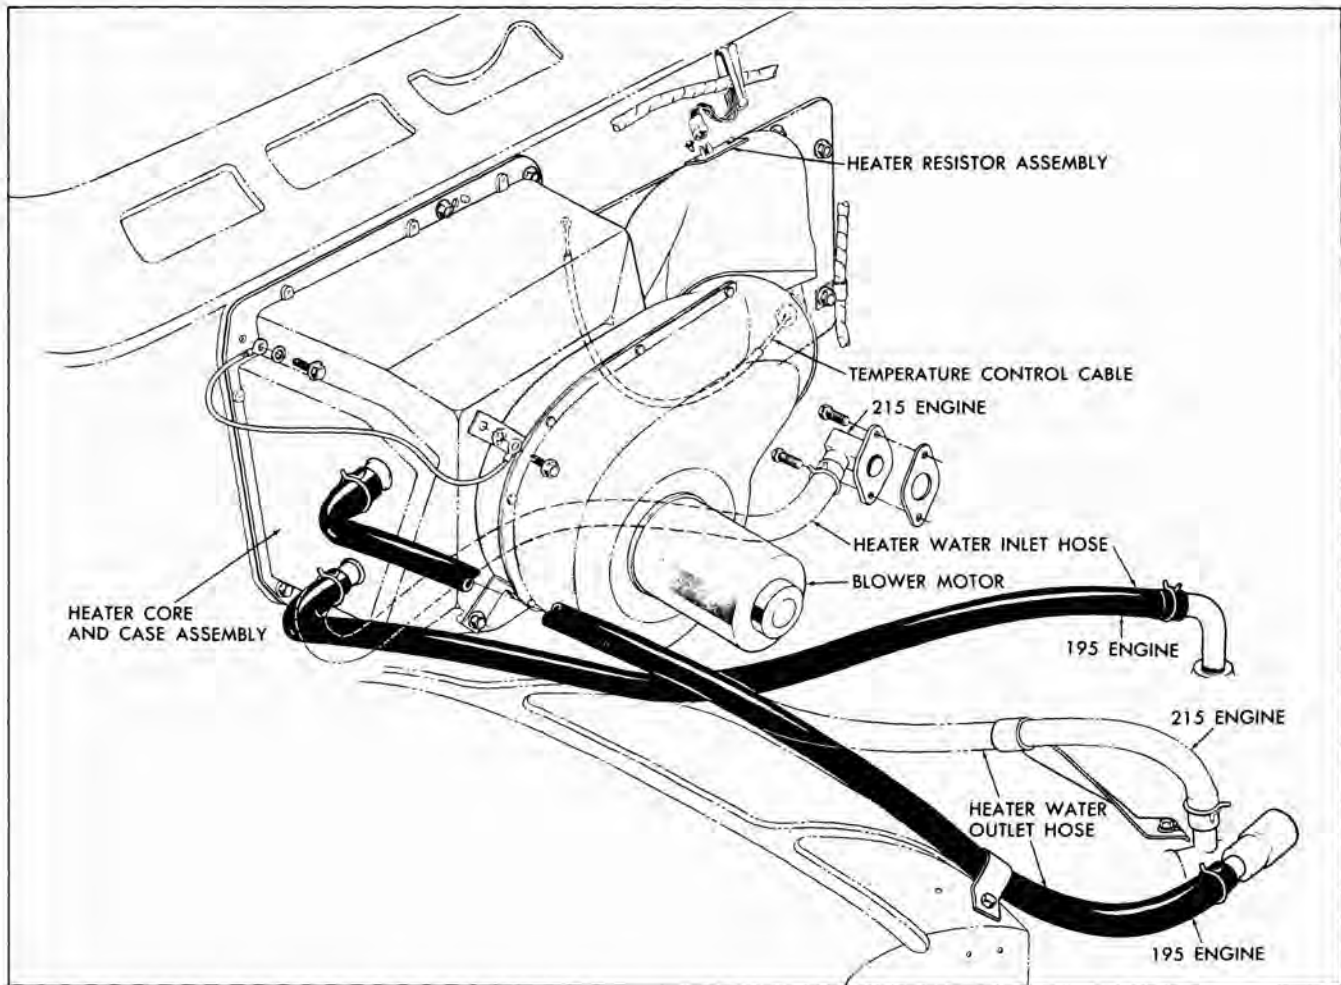 HEATER RESISTOR ASSEMBLY
TEMPERATURE CONTROL CABLE
215 ENGINE
HEATER WATER INLET HOSE
BLOWER MOTOR
HEATER CORE
AND CASE ASSEMBLY
195 ENGINE
215 ENGINE
HEATER WATER
OUTLET HOSE
195 ENGINE